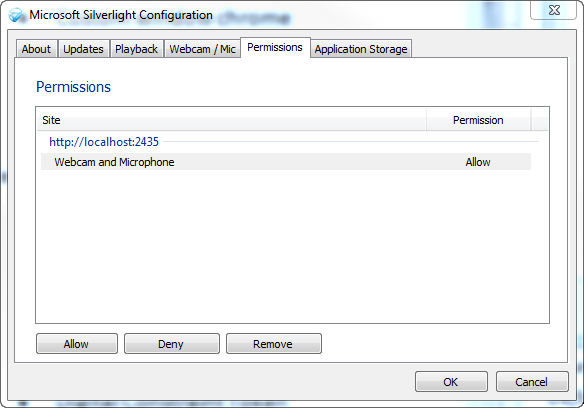 Microsoft Silverlight Configuration
About Updates Playback Webcam / Mic Permissions Application Storage
Permissions
Site Permission
http://localhost:2435
Webcam and Microphone Allow
Allow Deny Remove
OK Cancel